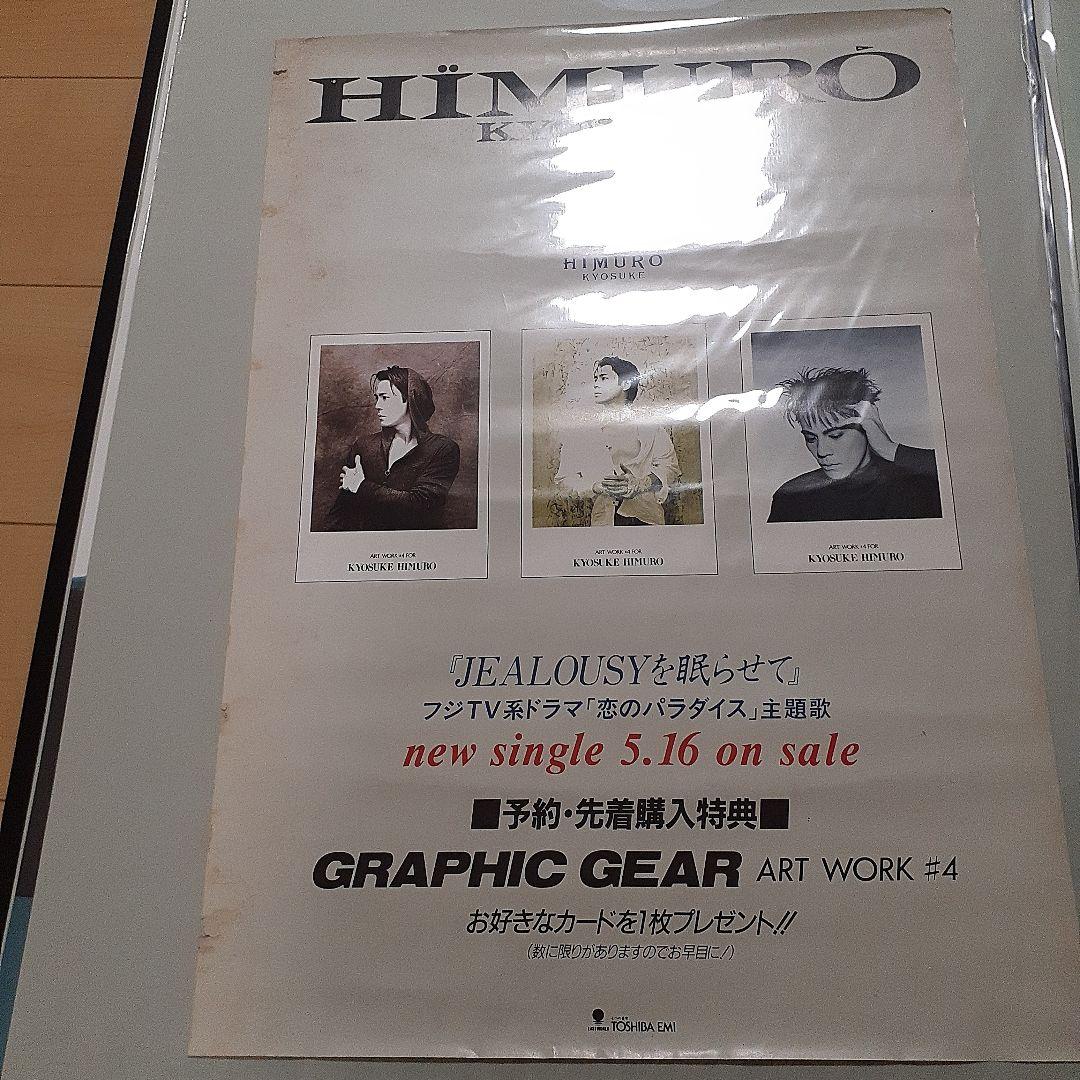 HÏMURO
HIMURO
KYOSUKE
ART WORK #4 FOR
KYOSUKE HIMURO
ART WORK #4 FOR
KYOSUKE HIMURO
ART WORK #4 FOR
KYOSUKE HIMURO
『JEALOUSYを眠らせて』
フジTV系ドラマ「恋のパラダイス」主題歌
new single 5.16 on sale
■予約・先着購入特典■
GRAPHIC GEAR ART WORK #4
お好きなカードを1枚プレゼント!!
(数に限りがありますのでお早目に!)
EASTWORLD TOSHIBA EMI